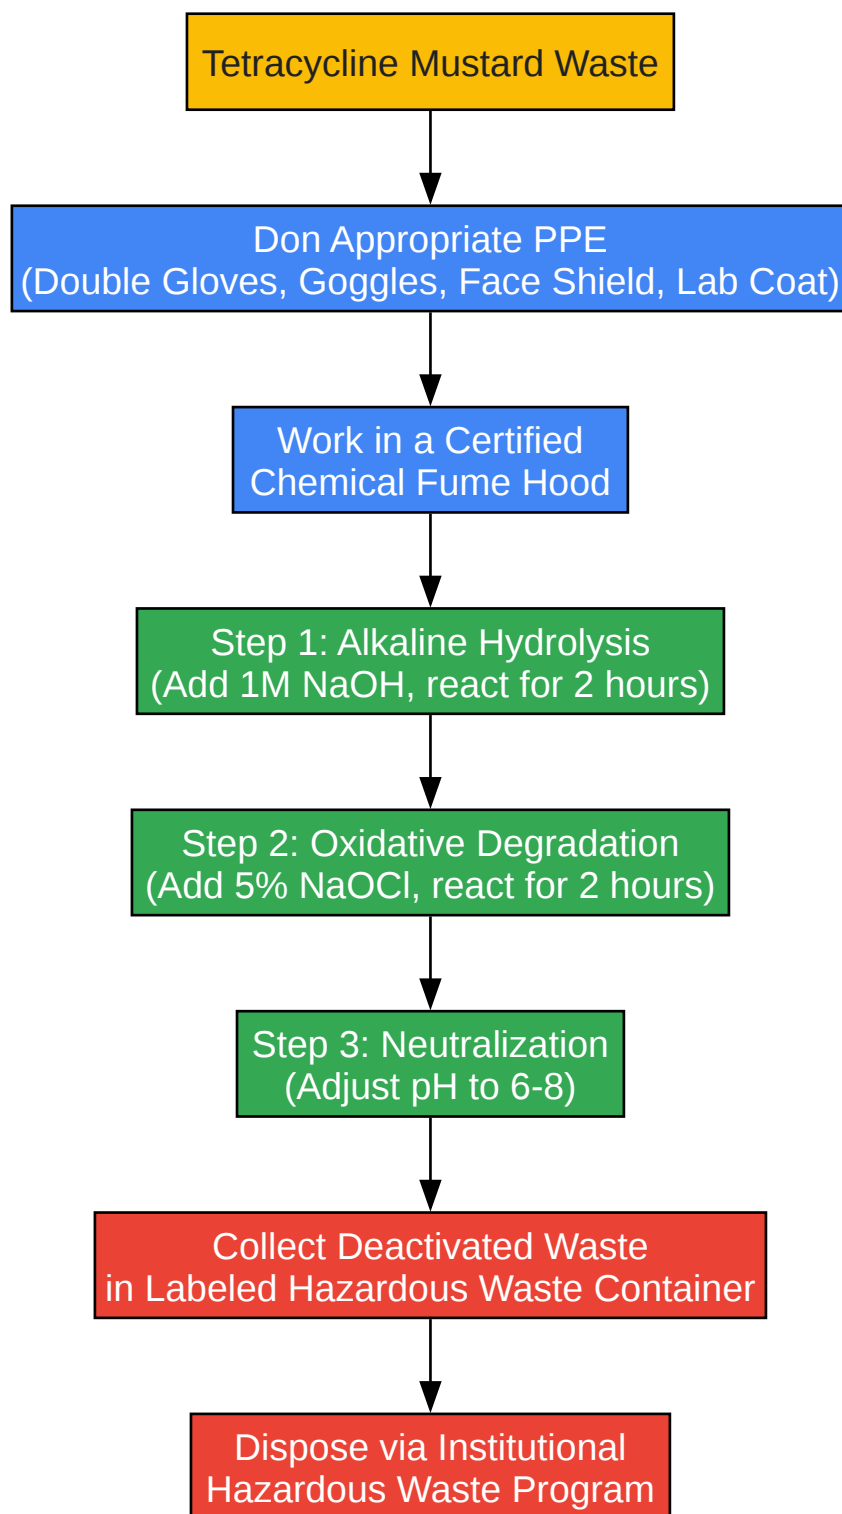 Tetracycline Mustard Waste
Don Appropriate PPE
(Double Gloves, Goggles, Face Shield, Lab Coat)
Work in a Certified
Chemical Fume Hood
Step 1: Alkaline Hydrolysis
(Add 1M NaOH, react for 2 hours)
Step 2: Oxidative Degradation
(Add 5% NaOCl, react for 2 hours)
Step 3: Neutralization
(Adjust pH to 6-8)
Collect Deactivated Waste
in Labeled Hazardous Waste Container
Dispose via Institutional
Hazardous Waste Program